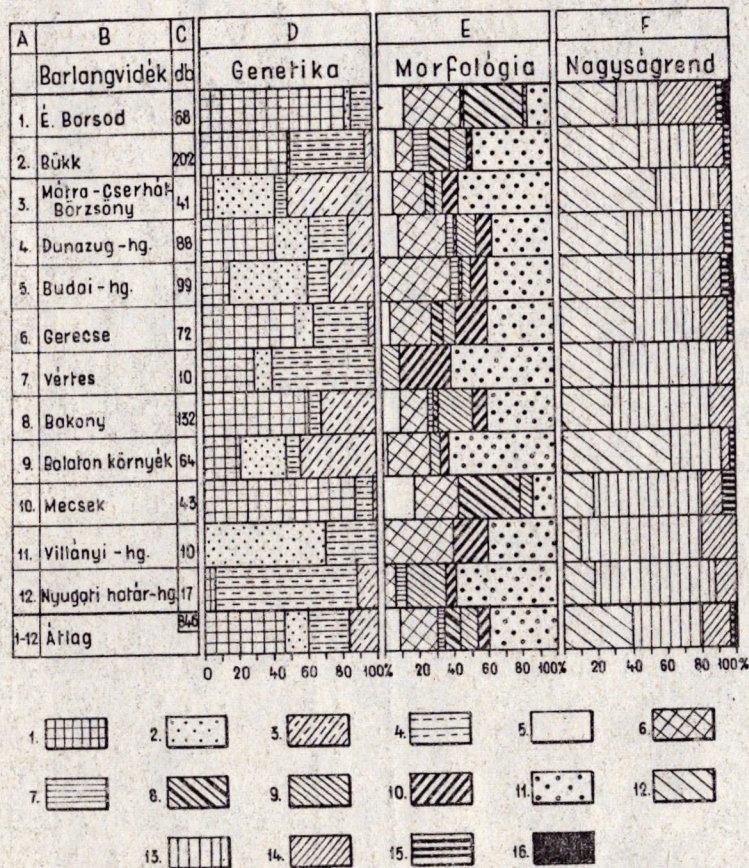 A B C D E F
Barlangvidék db Genetika Morfológia Nagyságrend
1. É. Borsod 68
2. Bükk 202
3. Mátra-Cserhát-
Börzsöny 41
4. Dunazug-hg. 88
5. Budai-hg. 99
6. Gerecse 72
7. Vértes 10
8. Bakony 132
9. Balaton környék 64
10. Mecsek 43
11. Villányi-hg. 10
12. Nyugati határ-hg. 17
1-12 Átlag 846
0 20 40 60 80 100% 20 40 60 80 100% 20 40 60 80 100%
1. 2. 3. 4. 5. 6.
7. 8. 9. 10. 11. 12.
13. 14. 15. 16.